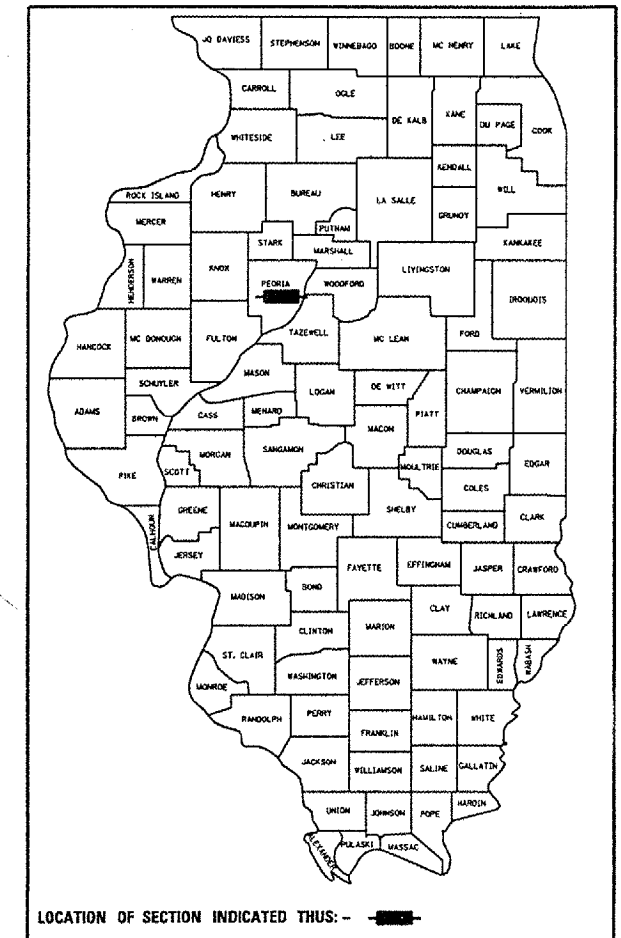 JO DAVIESS STEPHENSON WINNEBAGO BOONE MC HENRY LAKE
CARROLL OGLE DE KALB KANE DU PAGE COOK
WHITESIDE LEE KENDALL WILL
ROCK ISLAND HENRY BUREAU LA SALLE GRUNDY
MERCER STARK PUTNAM MARSHALL KANKAKEE
HENDERSON WARREN KNOX PEORIA WOODFORD LIVINGSTON IROQUOIS
HANCOCK MC DONOUGH FULTON TAZEWELL MC LEAN FORD
SCHUYLER MASON LOGAN DE WITT CHAMPAIGN VERMILION
ADAMS BROWN CASS MENARD MACON PIATT
PIKE SCOTT MORGAN SANGAMON MOULTRIE DOUGLAS EDGAR
CHRISTIAN COLES
GREENE MACOUPIN MONTGOMERY SHELBY CUMBERLAND CLARK
CALHOUN JERSEY FAYETTE EFFINGHAM JASPER CRAWFORD
MADISON BOND CLAY RICHLAND LAWRENCE
ST. CLAIR CLINTON MARION WAYNE EDWARDS WABASH
MONROE WASHINGTON JEFFERSON
RANDOLPH PERRY FRANKLIN HAMILTON WHITE
JACKSON WILLIAMSON SALINE GALLATIN
UNION JOHNSON POPE HARDIN
ALEXANDER PULASKI MASSAC
LOCATION OF SECTION INDICATED THUS: -